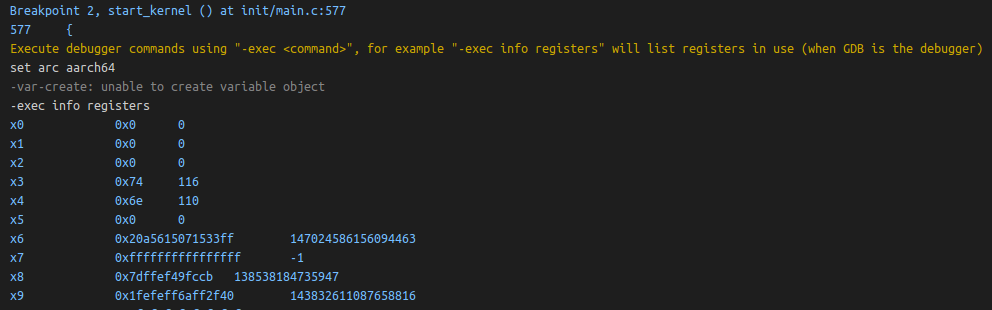 Breakpoint 2, start_kernel () at init/main.c:577
577 {
Execute debugger commands using "-exec <command>", for example "-exec info registers" will list registers in use (when GDB is the debugger)
set arc aarch64
-var-create: unable to create variable object
-exec info registers
x0 0x0 0
x1 0x0 0
x2 0x0 0
x3 0x74 116
x4 0x6e 110
x5 0x0 0
x6 0x20a5615071533ff 147024586156094463
x7 0xffffffffffffffff -1
x8 0x7dffef49fccb 138538184735947
x9 0x1fefeff6aff2f40 143832611087658816